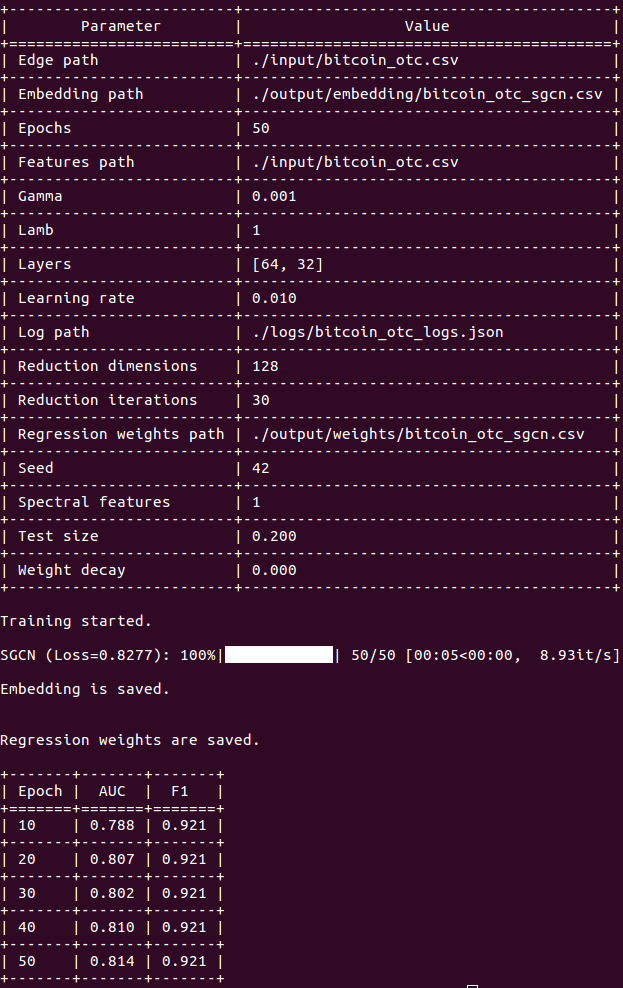 +-------------------------+-----------------------------------------+
|        Parameter        |                  Value                  |
+=========================+=========================================+
| Edge path               | ./input/bitcoin_otc.csv                 |
+-------------------------+-----------------------------------------+
| Embedding path          | ./output/embedding/bitcoin_otc_sgcn.csv |
+-------------------------+-----------------------------------------+
| Epochs                  | 50                                      |
+-------------------------+-----------------------------------------+
| Features path           | ./input/bitcoin_otc.csv                 |
+-------------------------+-----------------------------------------+
| Gamma                   | 0.001                                   |
+-------------------------+-----------------------------------------+
| Lamb                    | 1                                       |
+-------------------------+-----------------------------------------+
| Layers                  | [64, 32]                                |
+-------------------------+-----------------------------------------+
| Learning rate           | 0.010                                   |
+-------------------------+-----------------------------------------+
| Log path                | ./logs/bitcoin_otc_logs.json            |
+-------------------------+-----------------------------------------+
| Reduction dimensions    | 128                                     |
+-------------------------+-----------------------------------------+
| Reduction iterations    | 30                                      |
+-------------------------+-----------------------------------------+
| Regression weights path | ./output/weights/bitcoin_otc_sgcn.csv   |
+-------------------------+-----------------------------------------+
| Seed                    | 42                                      |
+-------------------------+-----------------------------------------+
| Spectral features       | 1                                       |
+-------------------------+-----------------------------------------+
| Test size               | 0.200                                   |
+-------------------------+-----------------------------------------+
| Weight decay            | 0.000                                   |
+-------------------------+-----------------------------------------+
Training started.
SGCN (Loss=0.8277): 100%|████████████| 50/50 [00:05<00:00,  8.93it/s]
Embedding is saved.
Regression weights are saved.
+-------+-------+-------+
| Epoch |  AUC  |  F1   |
+=======+=======+=======+
| 10    | 0.788 | 0.921 |
+-------+-------+-------+
| 20    | 0.807 | 0.921 |
+-------+-------+-------+
| 30    | 0.802 | 0.921 |
+-------+-------+-------+
| 40    | 0.810 | 0.921 |
+-------+-------+-------+
| 50    | 0.814 | 0.921 |
+-------+-------+-------+